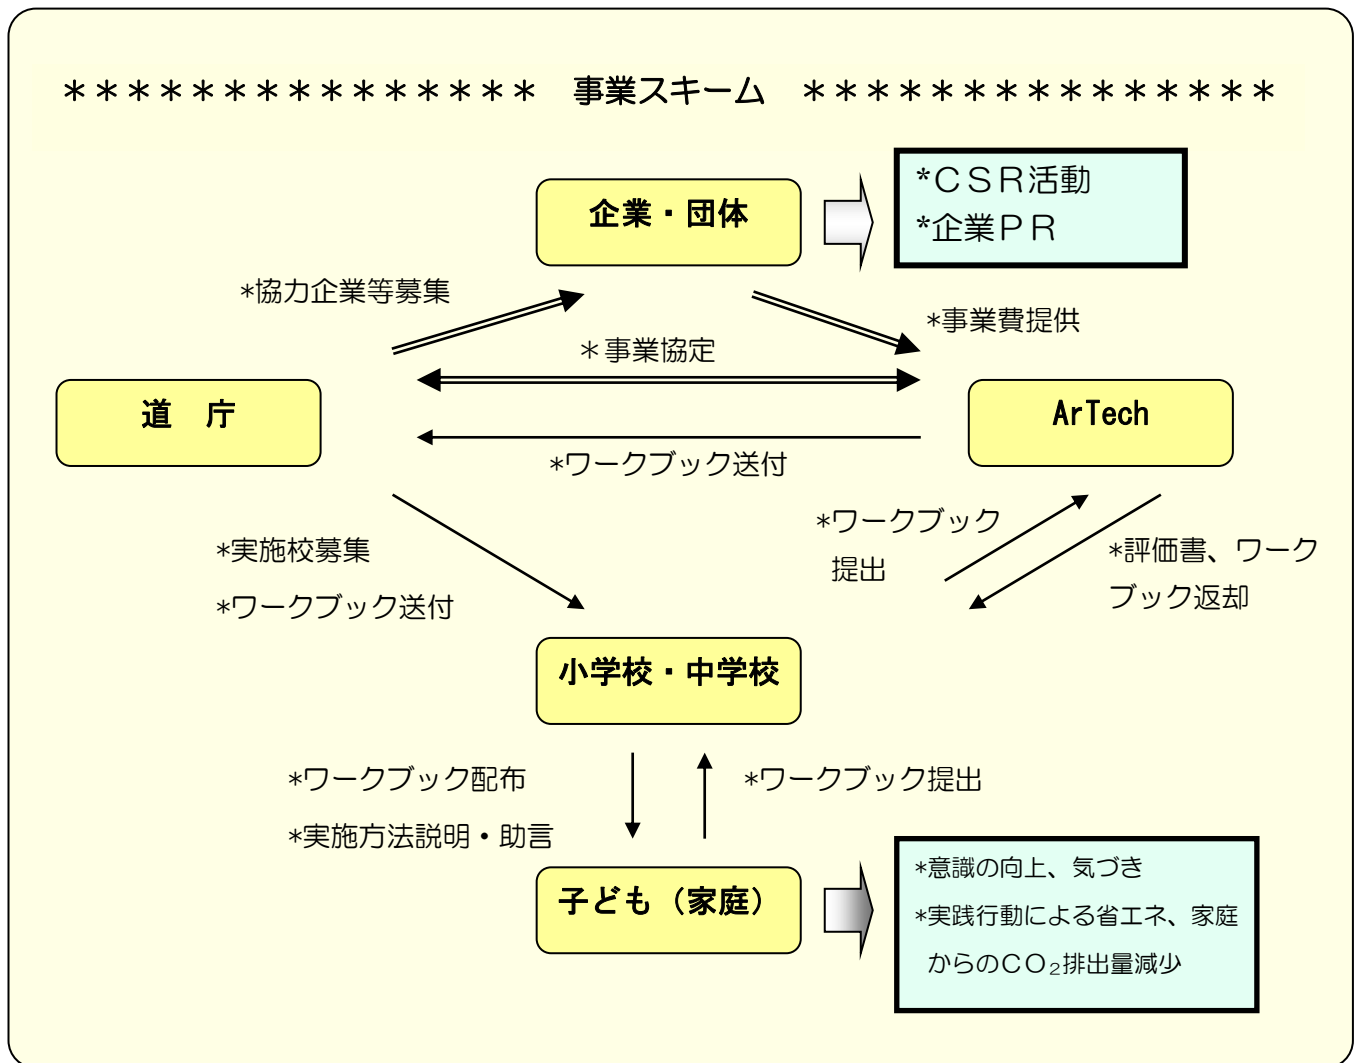 ＊＊＊＊＊＊＊＊＊＊＊＊＊＊＊ 事業スキーム ＊＊＊＊＊＊＊＊＊＊＊＊＊＊＊
企業・団体
*ＣＳＲ活動
*企業ＰＲ
*協力企業等募集
*事業費提供
＊事業協定
道　庁
ArTech
*ワークブック送付
*ワークブック
提出
*実施校募集
*ワークブック送付
*評価書、ワーク
ブック返却
小学校・中学校
*ワークブック配布
*実施方法説明・助言
*ワークブック提出
子ども（家庭）
*意識の向上、気づき
*実践行動による省エネ、家庭
からのＣＯ₂排出量減少